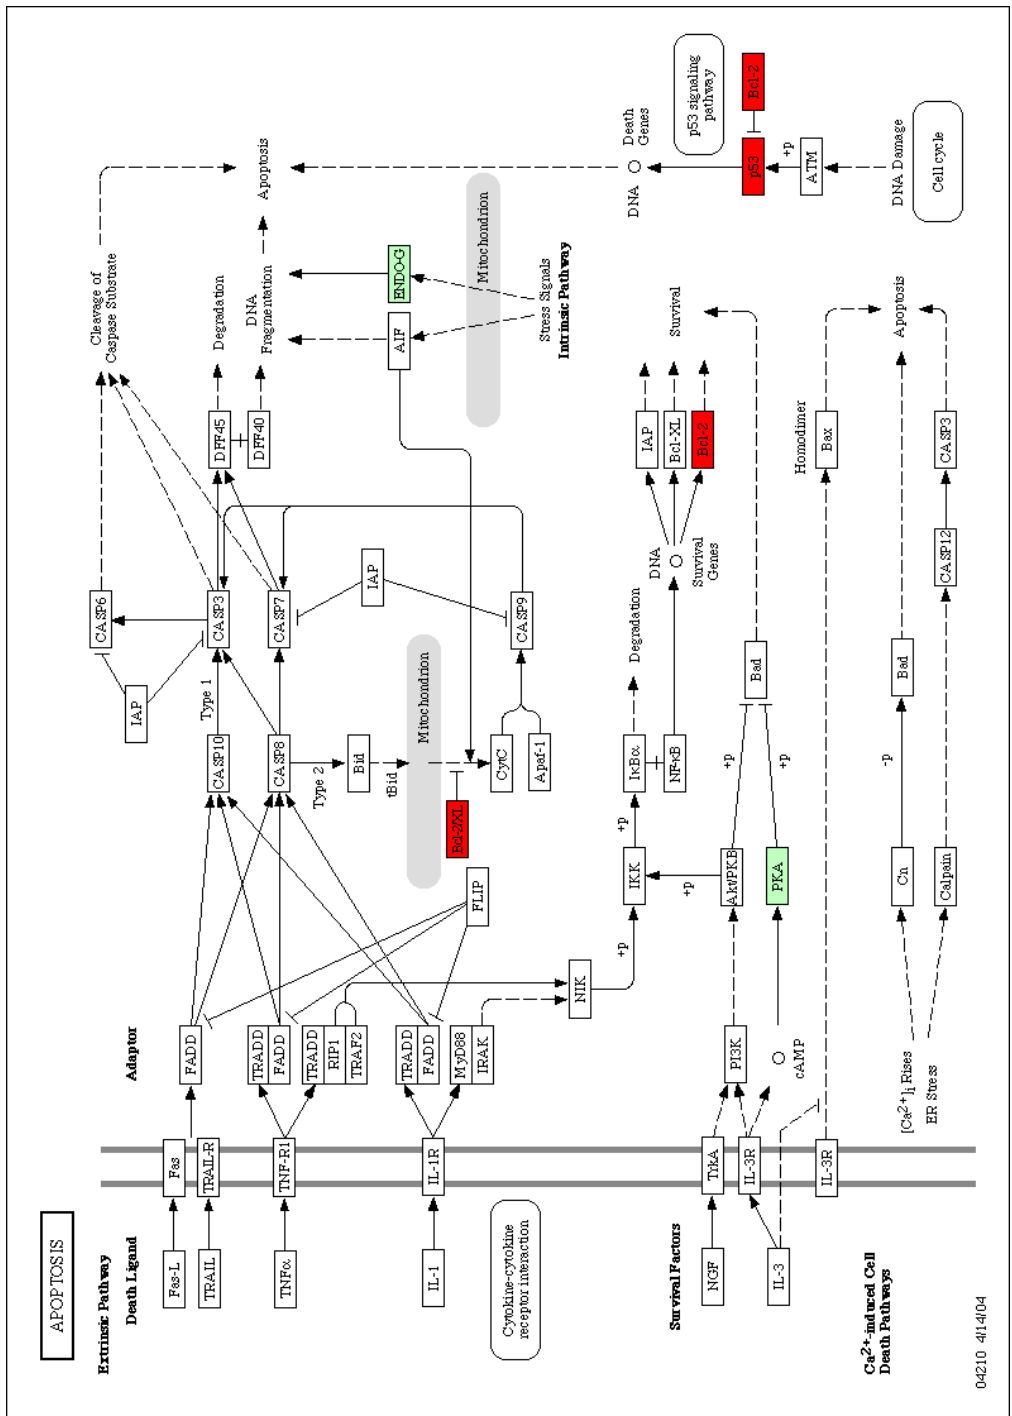 APOPTOSIS
Extrinsic Pathway
Death Ligand
Adaptor
Fas-L
Fas
FADD
TRAIL
TRAIL-R
TNFα
TNF-R1
TRADD
FADD
TRADD
RIP1
TRAF2
IL-1
IL-1R
TRADD
FADD
MyD88
IRAK
Cytokine-cytokine
receptor interaction
FLIP
NIK
CASP10
CASP8
Type 1
Type 2
Bid
tBid
Mitochondrion
Bcl-2/XL
CytC
Apaf-1
IAP
CASP6
CASP3
CASP7
IAP
CASP9
DFF45
DFF40
Cleavage of
Caspase Substrate
Degradation
DNA
Fragmentation
Apoptosis
AIF
ENDO-G
Mitochondrion
Stress Signals
Intrinsic Pathway
DNA
Death
Genes
p53 signaling
pathway
p53
Bcl-2
+p
ATM
DNA Damage
Cell cycle
+p
IKK
+p
IκBα
Degradation
NF-κB
DNA
Survival
Genes
IAP
Bcl-XL
Bcl-2
Survival
Survival Factors
NGF
TrkA
PI3K
Akt/PKB
+p
+p
Bad
IL-3
IL-3R
cAMP
PKA
+p
IL-3R
Homodimer
Bax
Ca2+-induced Cell
Death Pathways
[Ca2+]i Rises
ER Stress
Cn
-p
Bad
Apoptosis
Calpain
CASP12
CASP3
04210 4/14/04